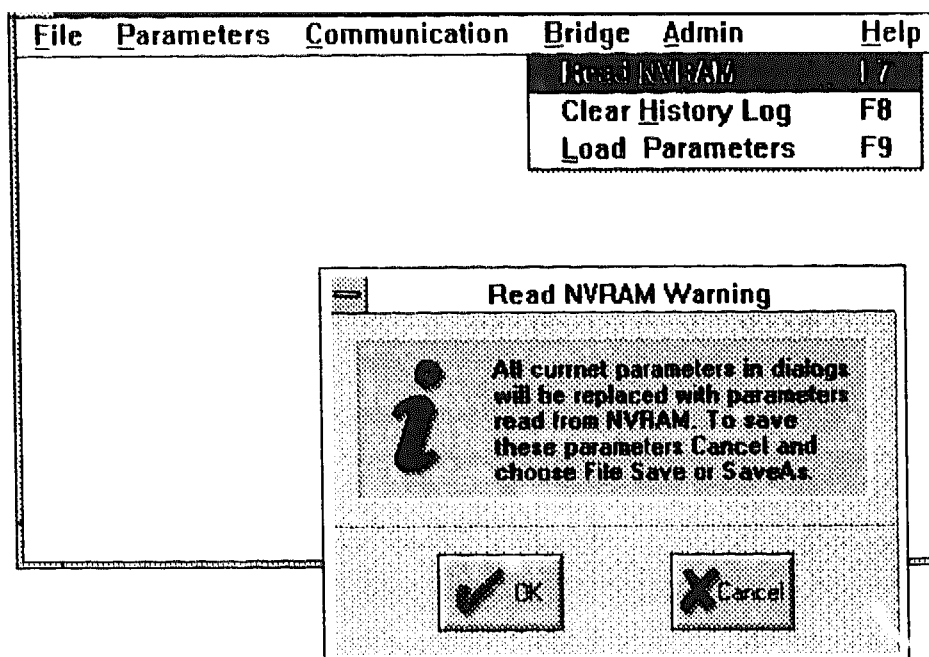 File Parameters Communication Bridge Admin Help
Read NVRAM F7
Clear History Log F8
Load Parameters F9
Read NVRAM Warning
All currnet parameters in dialogs
will be replaced with parameters
read from NVRAM. To save
these parameters Cancel and
choose File Save or SaveAs.
OK Cancel